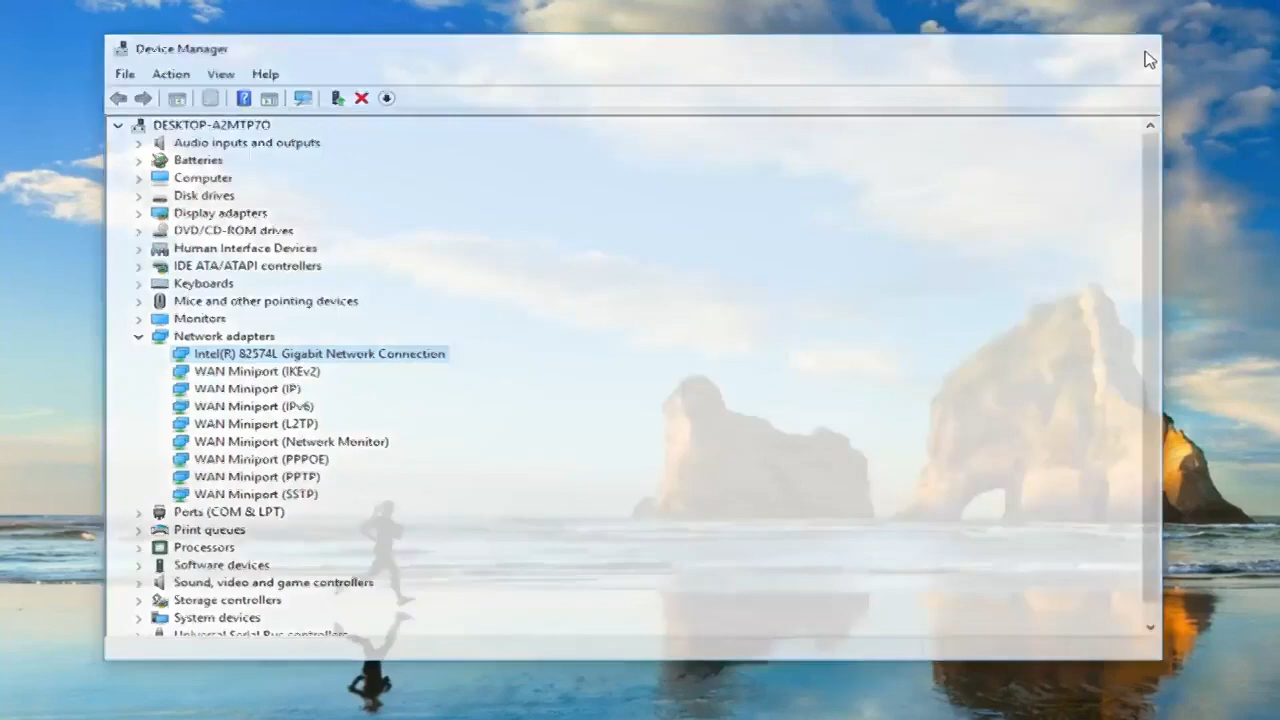 Device Manager
File Action View Help
DESKTOP-A2MTP7O
Audio inputs and outputs
Batteries
Computer
Disk drives
Display adapters
DVD/CD-ROM drives
Human Interface Devices
IDE ATA/ATAPI controllers
Keyboards
Mice and other pointing devices
Monitors
Network adapters
Intel(R) 82574L Gigabit Network Connection
WAN Miniport (IKEv2)
WAN Miniport (IP)
WAN Miniport (IPv6)
WAN Miniport (L2TP)
WAN Miniport (Network Monitor)
WAN Miniport (PPPOE)
WAN Miniport (PPTP)
WAN Miniport (SSTP)
Ports (COM & LPT)
Print queues
Processors
Software devices
Sound, video and game controllers
Storage controllers
System devices
Universal Serial Bus controllers